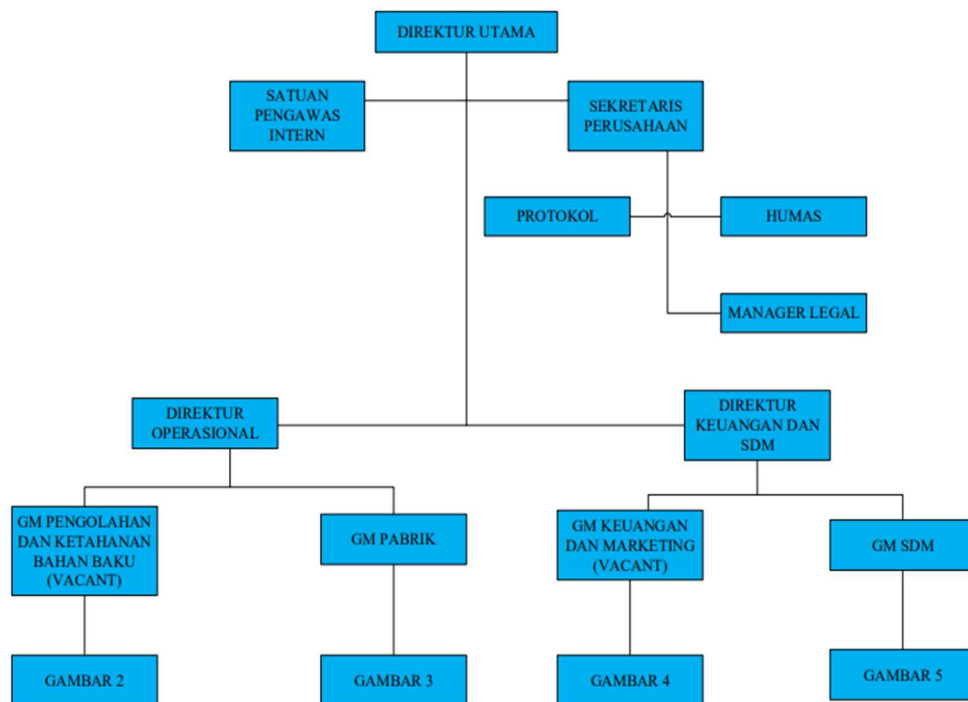 DIREKTUR UTAMA
SATUAN
PENGAWAS
INTERN
SEKRETARIS
PERUSAHAAN
PROTOKOL
HUMAS
MANAGER LEGAL
DIREKTUR
OPERASIONAL
DIREKTUR
KEUANGAN DAN
SDM
GM PENGOLAHAN
DAN KETAHANAN
BAHAN BAKU
(VACANT)
GM PABRIK
GM KEUANGAN
DAN MARKETING
(VACANT)
GM SDM
GAMBAR 2
GAMBAR 3
GAMBAR 4
GAMBAR 5